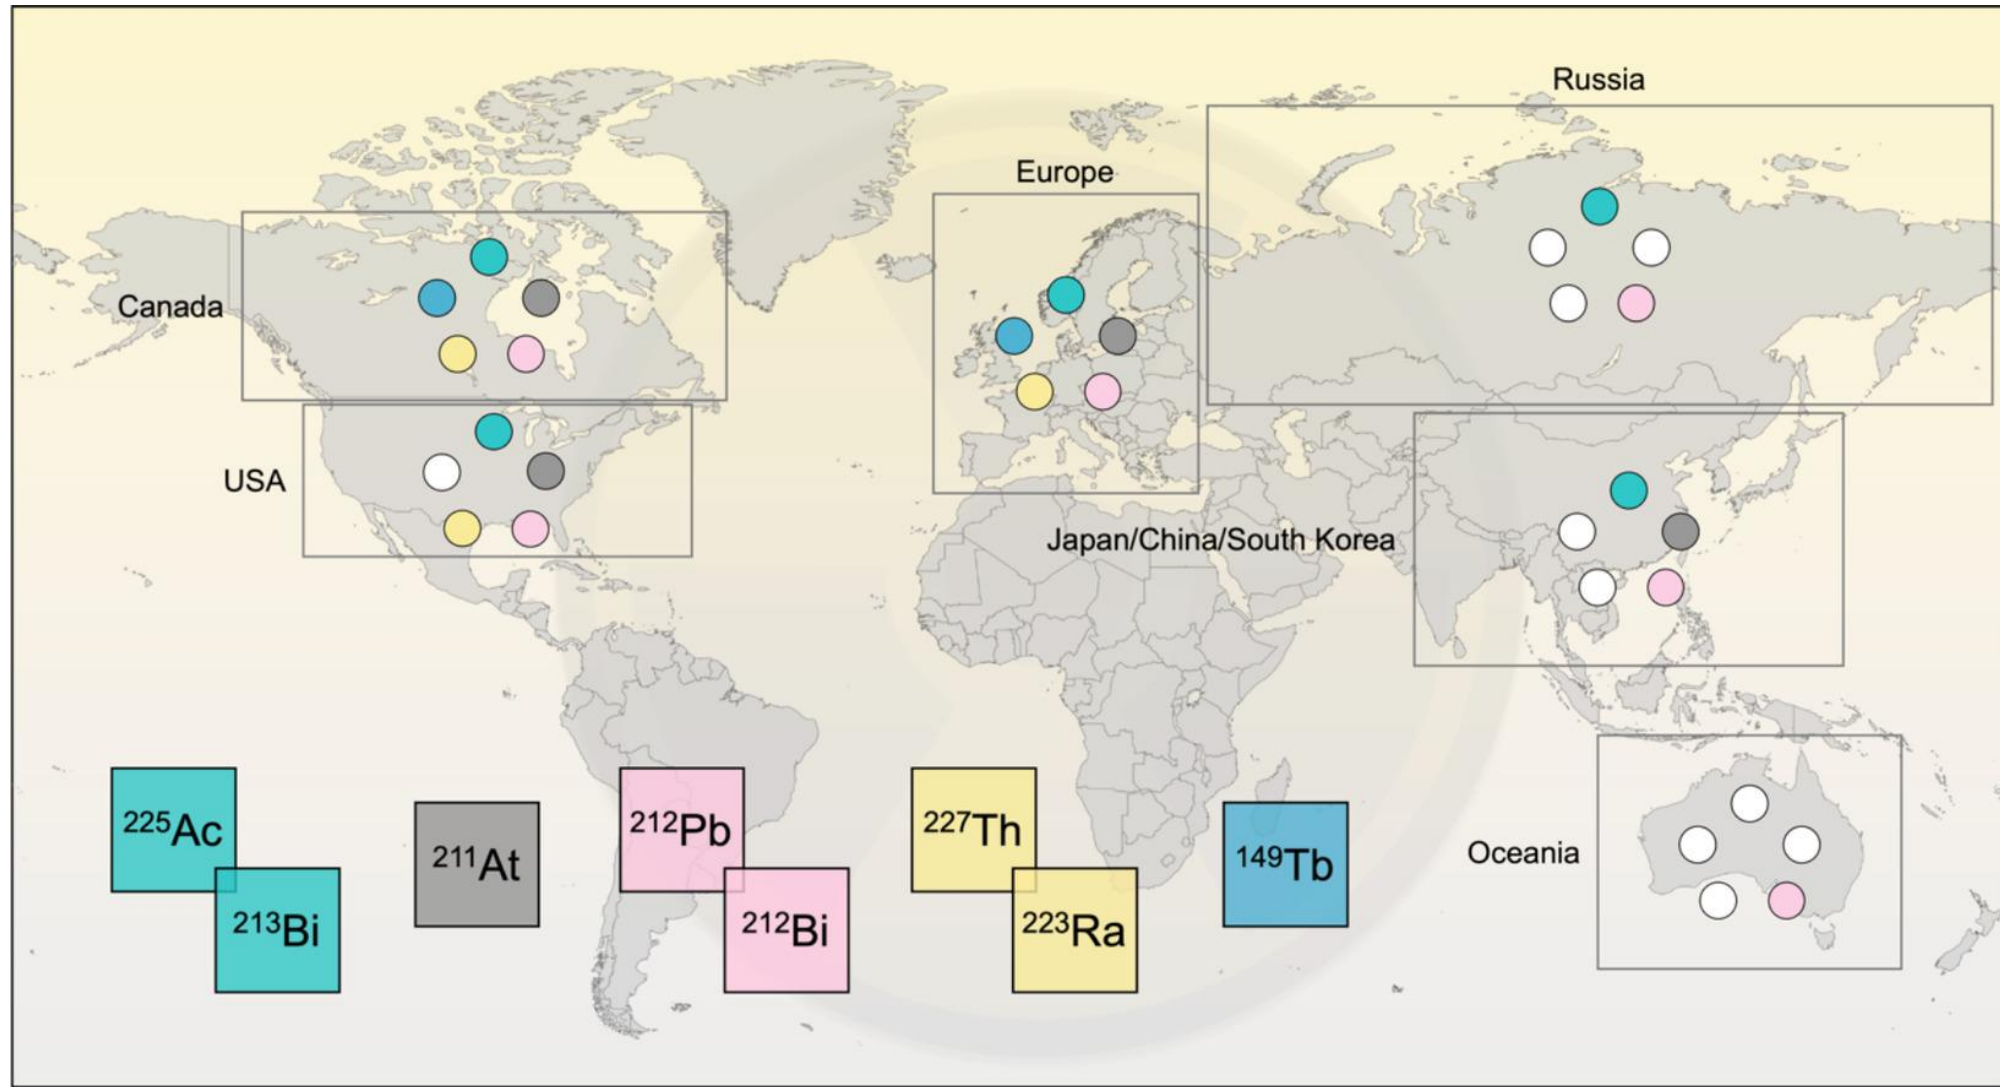 Russia
Europe
Canada
USA
Japan/China/South Korea
Oceania
²²⁵Ac
²¹³Bi
²¹¹At
²¹²Pb
²¹²Bi
²²⁷Th
²²³Ra
¹⁴⁹Tb